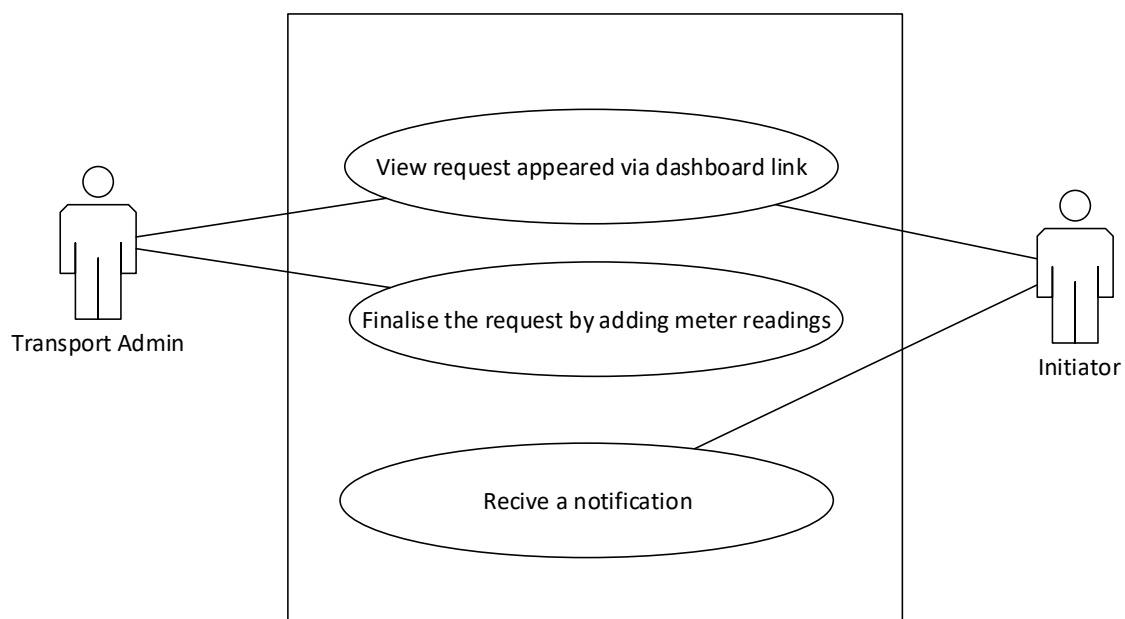 View request appeared via dashboard link
Transport Admin
Finalise the request by adding meter readings
Initiator
Recive a notification